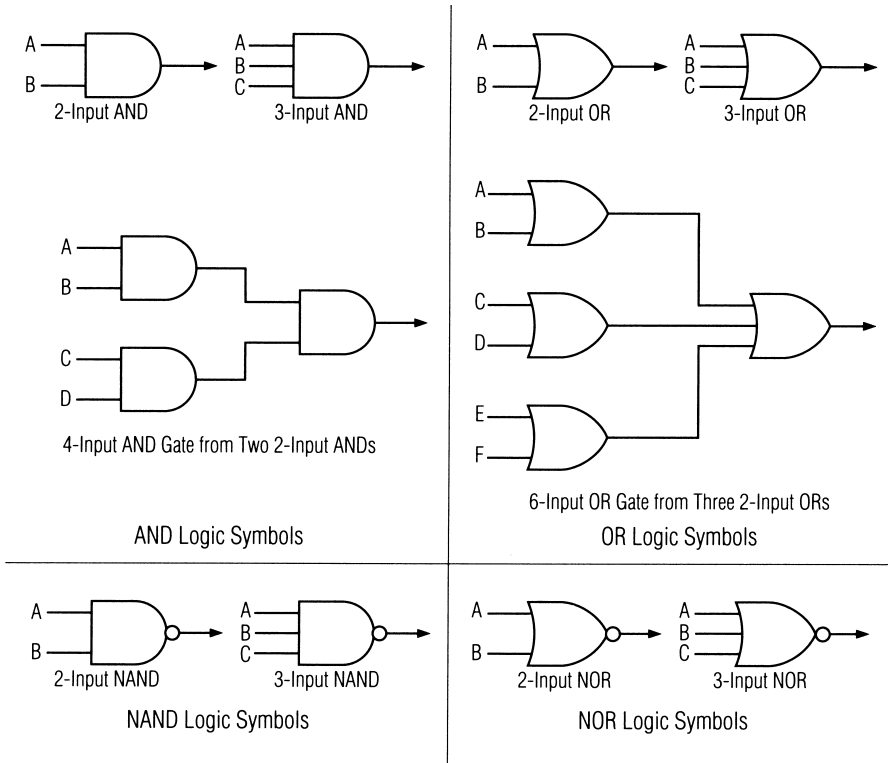 A
B
2-Input AND
A
B
C
3-Input AND
A
B
C
D
4-Input AND Gate from Two 2-Input ANDs
AND Logic Symbols
A
B
2-Input OR
A
B
C
3-Input OR
A
B
C
D
E
F
6-Input OR Gate from Three 2-Input ORs
OR Logic Symbols
A
B
2-Input NAND
A
B
C
3-Input NAND
NAND Logic Symbols
A
B
2-Input NOR
A
B
C
3-Input NOR
NOR Logic Symbols